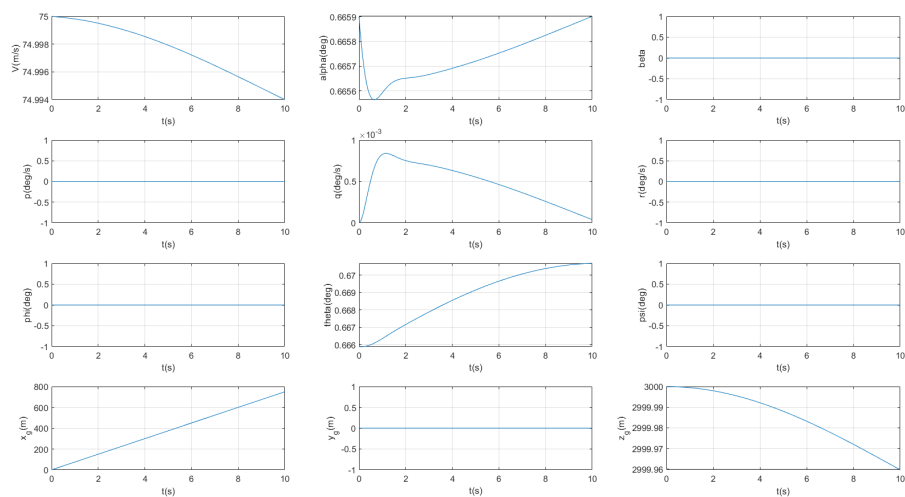 75
74.998
74.996
74.994
V(m/s)
0 2 4 6 8 10
t(s)
0.6659
0.6658
0.6657
0.6656
alpha(deg)
0 2 4 6 8 10
t(s)
1
0.5
0
-0.5
-1
beta
0 2 4 6 8 10
t(s)
1
0.5
0
-0.5
-1
p(deg/s)
0 2 4 6 8 10
t(s)
×10⁻³
1
0.5
0
q(deg/s)
0 2 4 6 8 10
t(s)
1
0.5
0
-0.5
-1
r(deg/s)
0 2 4 6 8 10
t(s)
1
0.5
0
-0.5
-1
phi(deg)
0 2 4 6 8 10
t(s)
0.67
0.669
0.668
0.667
0.666
theta(deg)
0 2 4 6 8 10
t(s)
1
0.5
0
-0.5
-1
psi(deg)
0 2 4 6 8 10
t(s)
800
600
400
200
0
x_g(m)
0 2 4 6 8 10
t(s)
1
0.5
0
-0.5
-1
y_g(m)
0 2 4 6 8 10
t(s)
3000
2999.99
2999.98
2999.97
2999.96
z_g(m)
0 2 4 6 8 10
t(s)